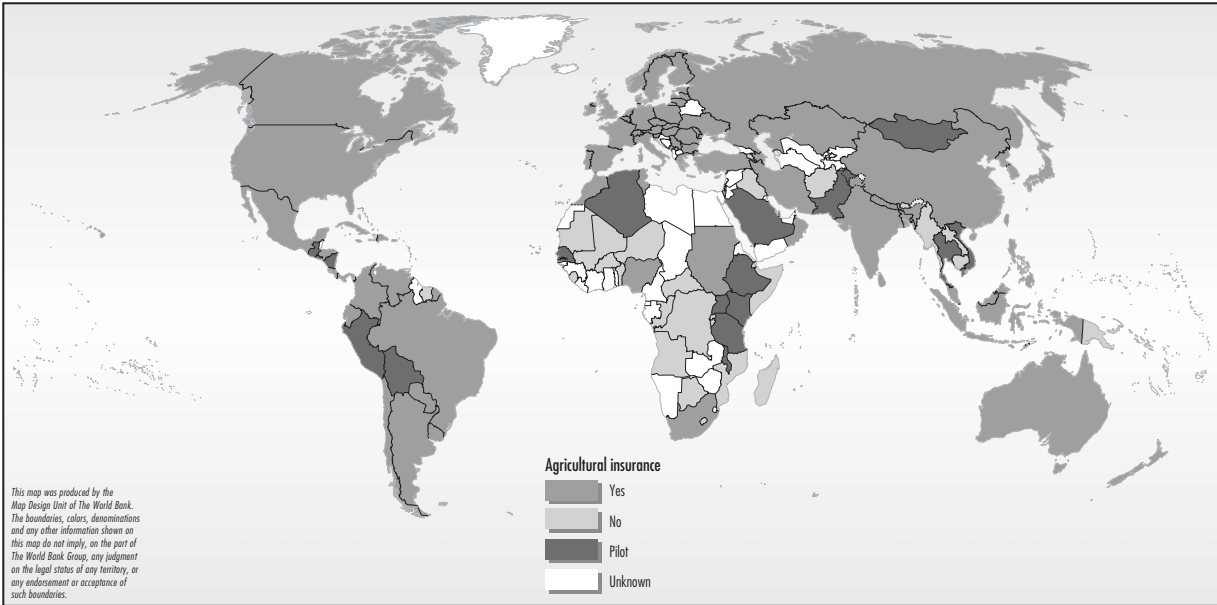 Agricultural insurance
Yes
No
Pilot
Unknown
This map was produced by the
Map Design Unit of The World Bank.
The boundaries, colors, denominations
and any other information shown on
this map do not imply, on the part of
The World Bank Group, any judgment
on the legal status of any territory, or
any endorsement or acceptance of
such boundaries.